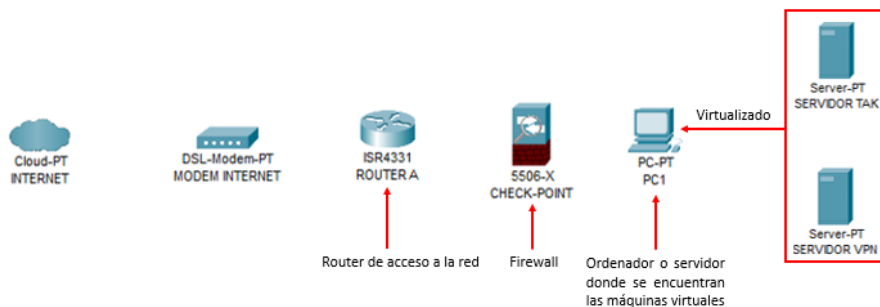 Server-PT
SERVIDOR TAK
Virtualizado
Cloud-PT
INTERNET
DSL-Modem-PT
MODEM INTERNET
ISR4331
ROUTER A
5506-X
CHECK-POINT
PC-PT
PC1
Server-PT
SERVIDOR VPN
Router de acceso a la red
Firewall
Ordenador o servidor
donde se encuentran
las máquinas virtuales